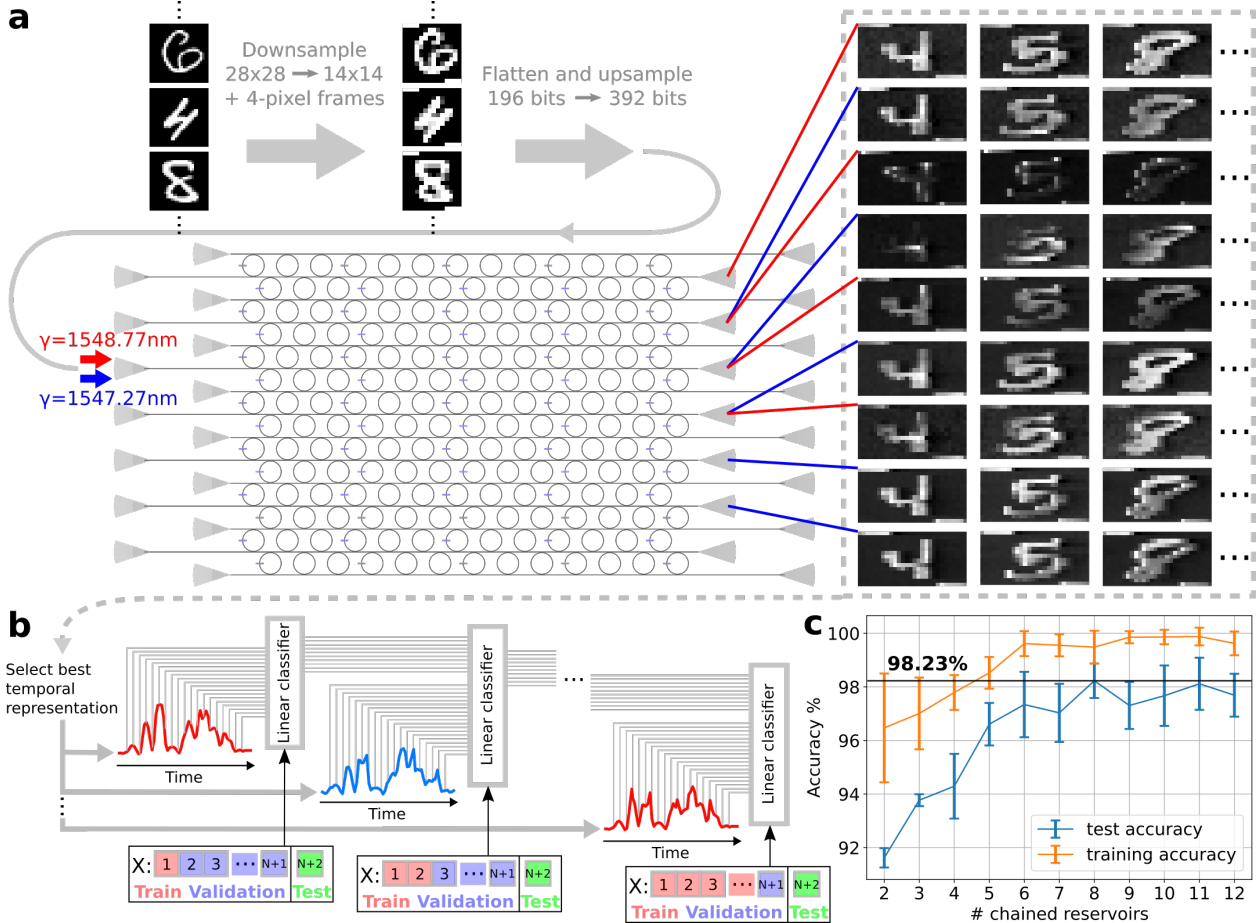 a
Downsample
28x28 → 14x14
+ 4-pixel frames
Flatten and upsample
196 bits → 392 bits
γ=1548.77nm
γ=1547.27nm
...
...
...
...
...
...
...
...
...
b
Select best
temporal
representation
Time
Linear classifier
Time
Linear classifier
...
Time
Linear classifier
X: 1 2 3 ... N+1 N+2
Train Validation Test
X: 1 2 3 ... N+1 N+2
Train Validation Test
X: 1 2 3 ... N+1 N+2
Train Validation Test
c
98.23%
Accuracy %
100
98
96
94
92
test accuracy
training accuracy
2 3 4 5 6 7 8 9 10 11 12
# chained reservoirs